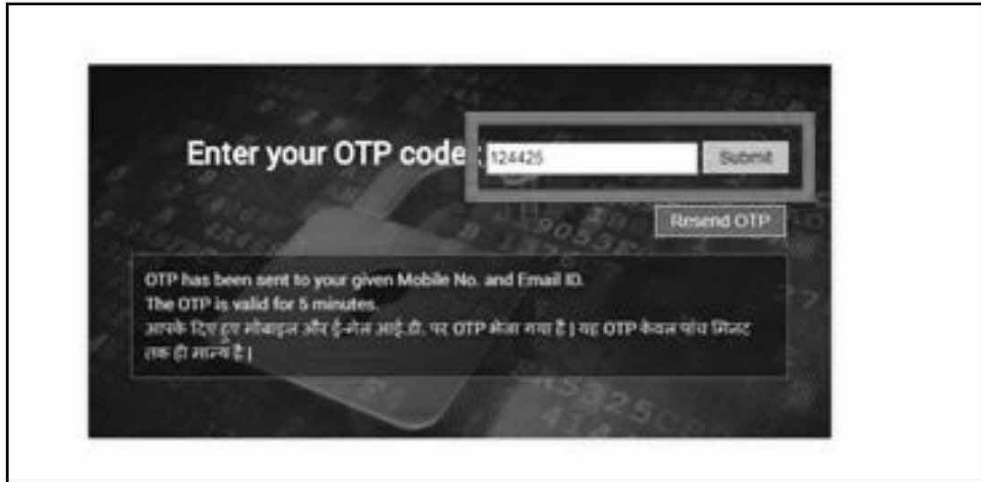 Enter your OTP code: 124425 Submit
Resend OTP
OTP has been sent to your given Mobile No. and Email ID.
The OTP is valid for 5 minutes.
आपके दिए हुए मोबाइल और ई-मेल आई.डी. पर OTP भेजा गया है | यह OTP केवल पांच मिनट
तक ही मान्य है |